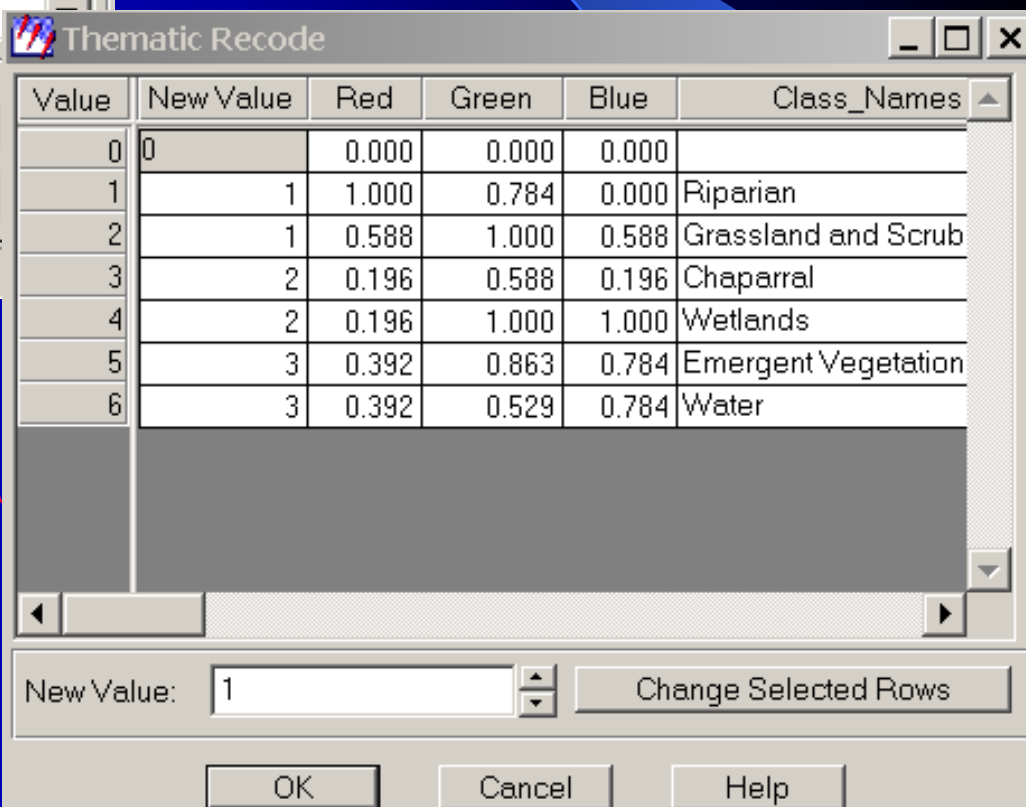 Thematic Recode
Value New Value Red Green Blue Class_Names
0 0 0.000 0.000 0.000
1 1 1.000 0.784 0.000 Riparian
2 1 0.588 1.000 0.588 Grassland and Scrub
3 2 0.196 0.588 0.196 Chaparral
4 2 0.196 1.000 1.000 Wetlands
5 3 0.392 0.863 0.784 Emergent Vegetation
6 3 0.392 0.529 0.784 Water
New Value: 1 Change Selected Rows
OK Cancel Help